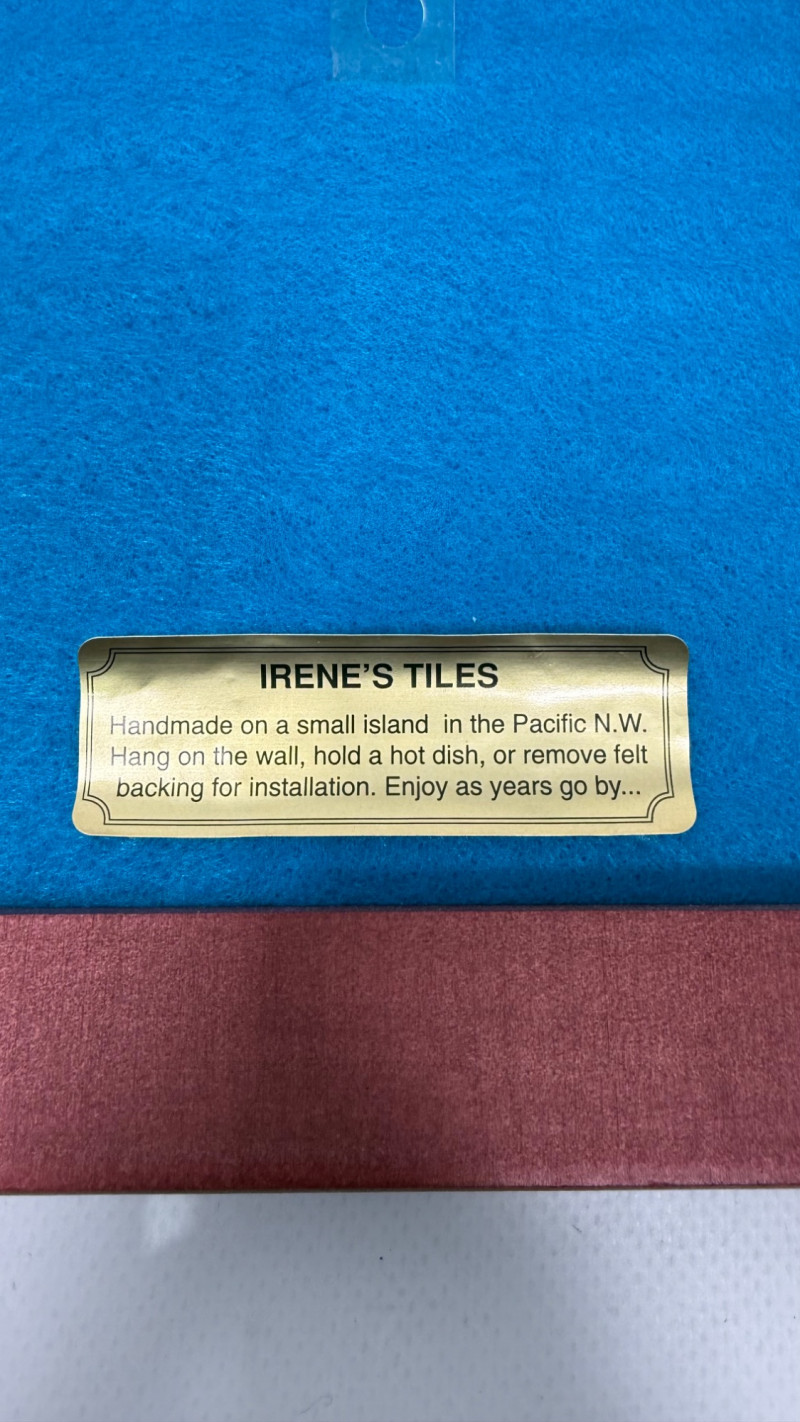 IRENE'S TILES
Handmade on a small island in the Pacific N.W.
Hang on the wall, hold a hot dish, or remove felt
backing for installation. Enjoy as years go by...